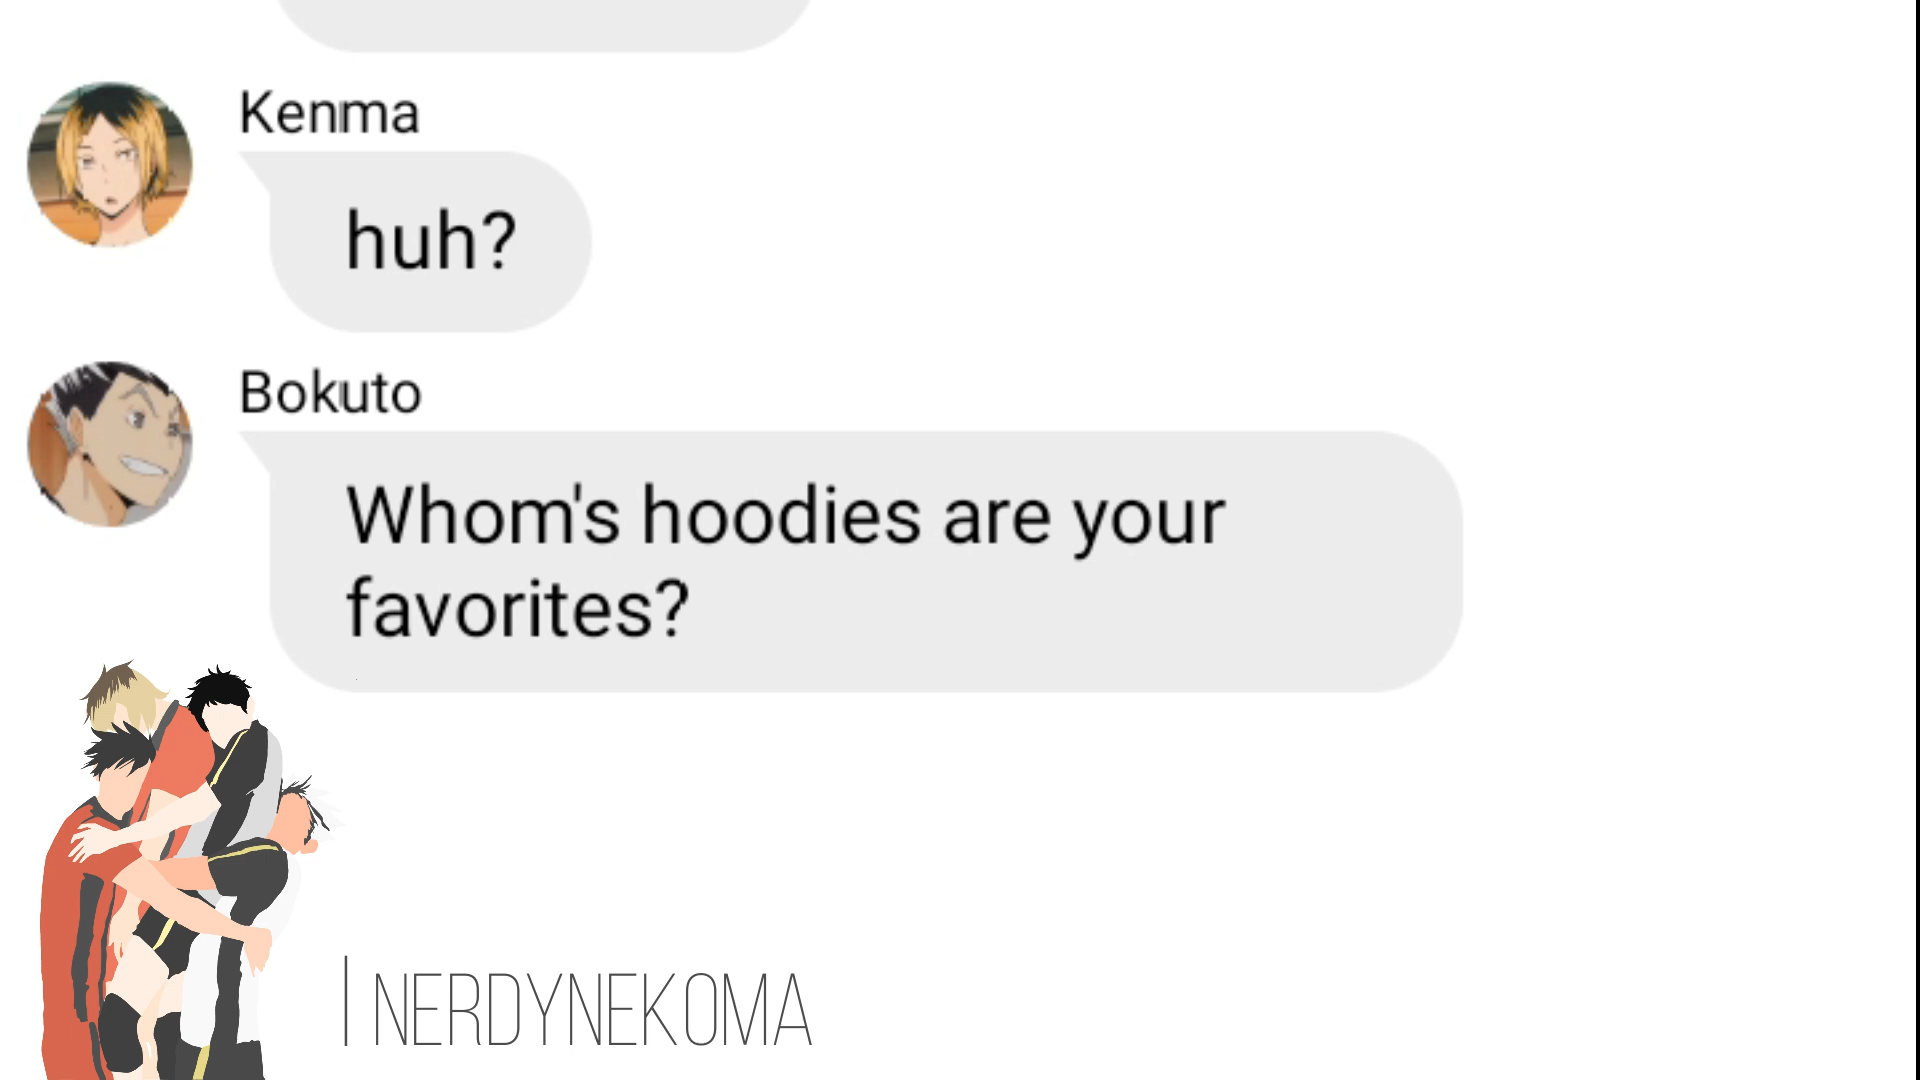 Kenma
huh?
Bokuto
Whom's hoodies are your
favorites?
| NERDYNEKOMA